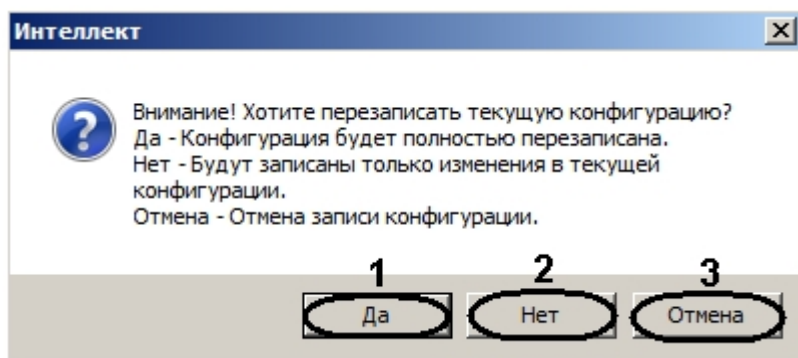 Интеллект
Внимание! Хотите перезаписать текущую конфигурацию?
Да - Конфигурация будет полностью перезаписана.
Нет - Будут записаны только изменения в текущей
конфигурации.
Отмена - Отмена записи конфигурации.
1 2 3
Да Нет Отмена